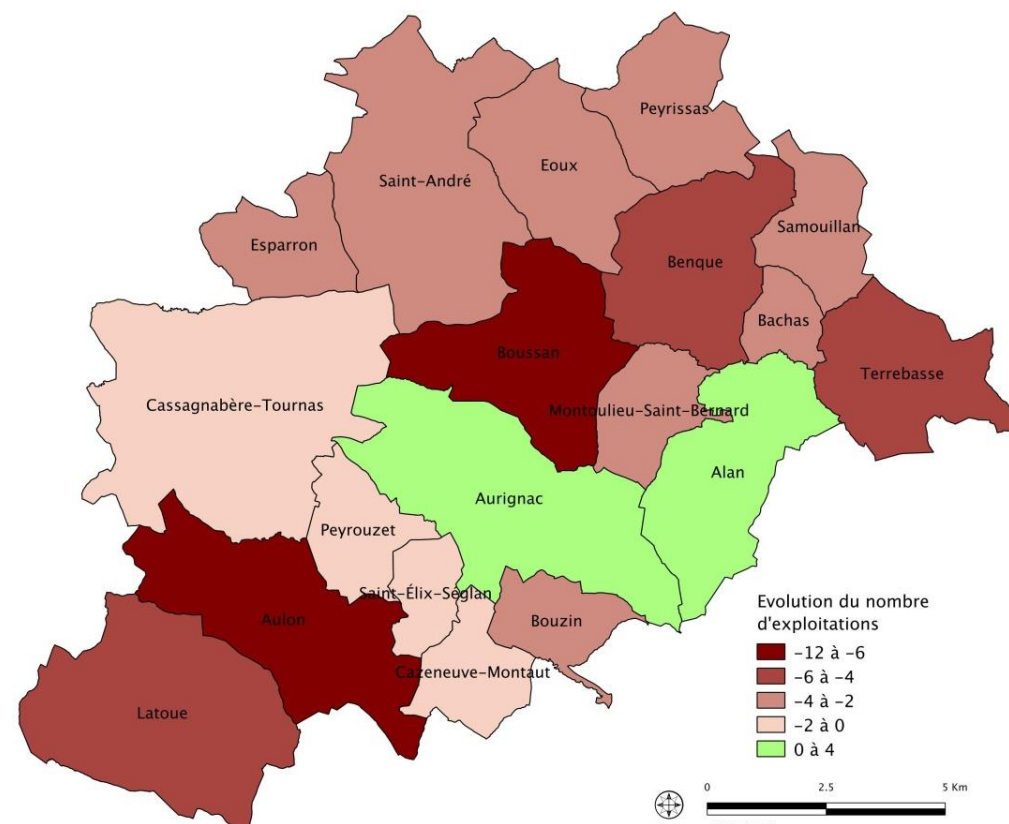 Peyrissas
Eoux
Saint-André
Samouillan
Esparron
Benque
Bachas
Boussan
Terrebasse
Cassagnabère-Tournas
Montoulieu-Saint-Bernard
Alan
Aurignac
Peyrouzet
Saint-Élix-Séglan
Bouzin
Aulon
Cazeneuve-Montaut
Latoue
Evolution du nombre
d'exploitations
-12 à -6
-6 à -4
-4 à -2
-2 à 0
0 à 4
0 2.5 5 Km